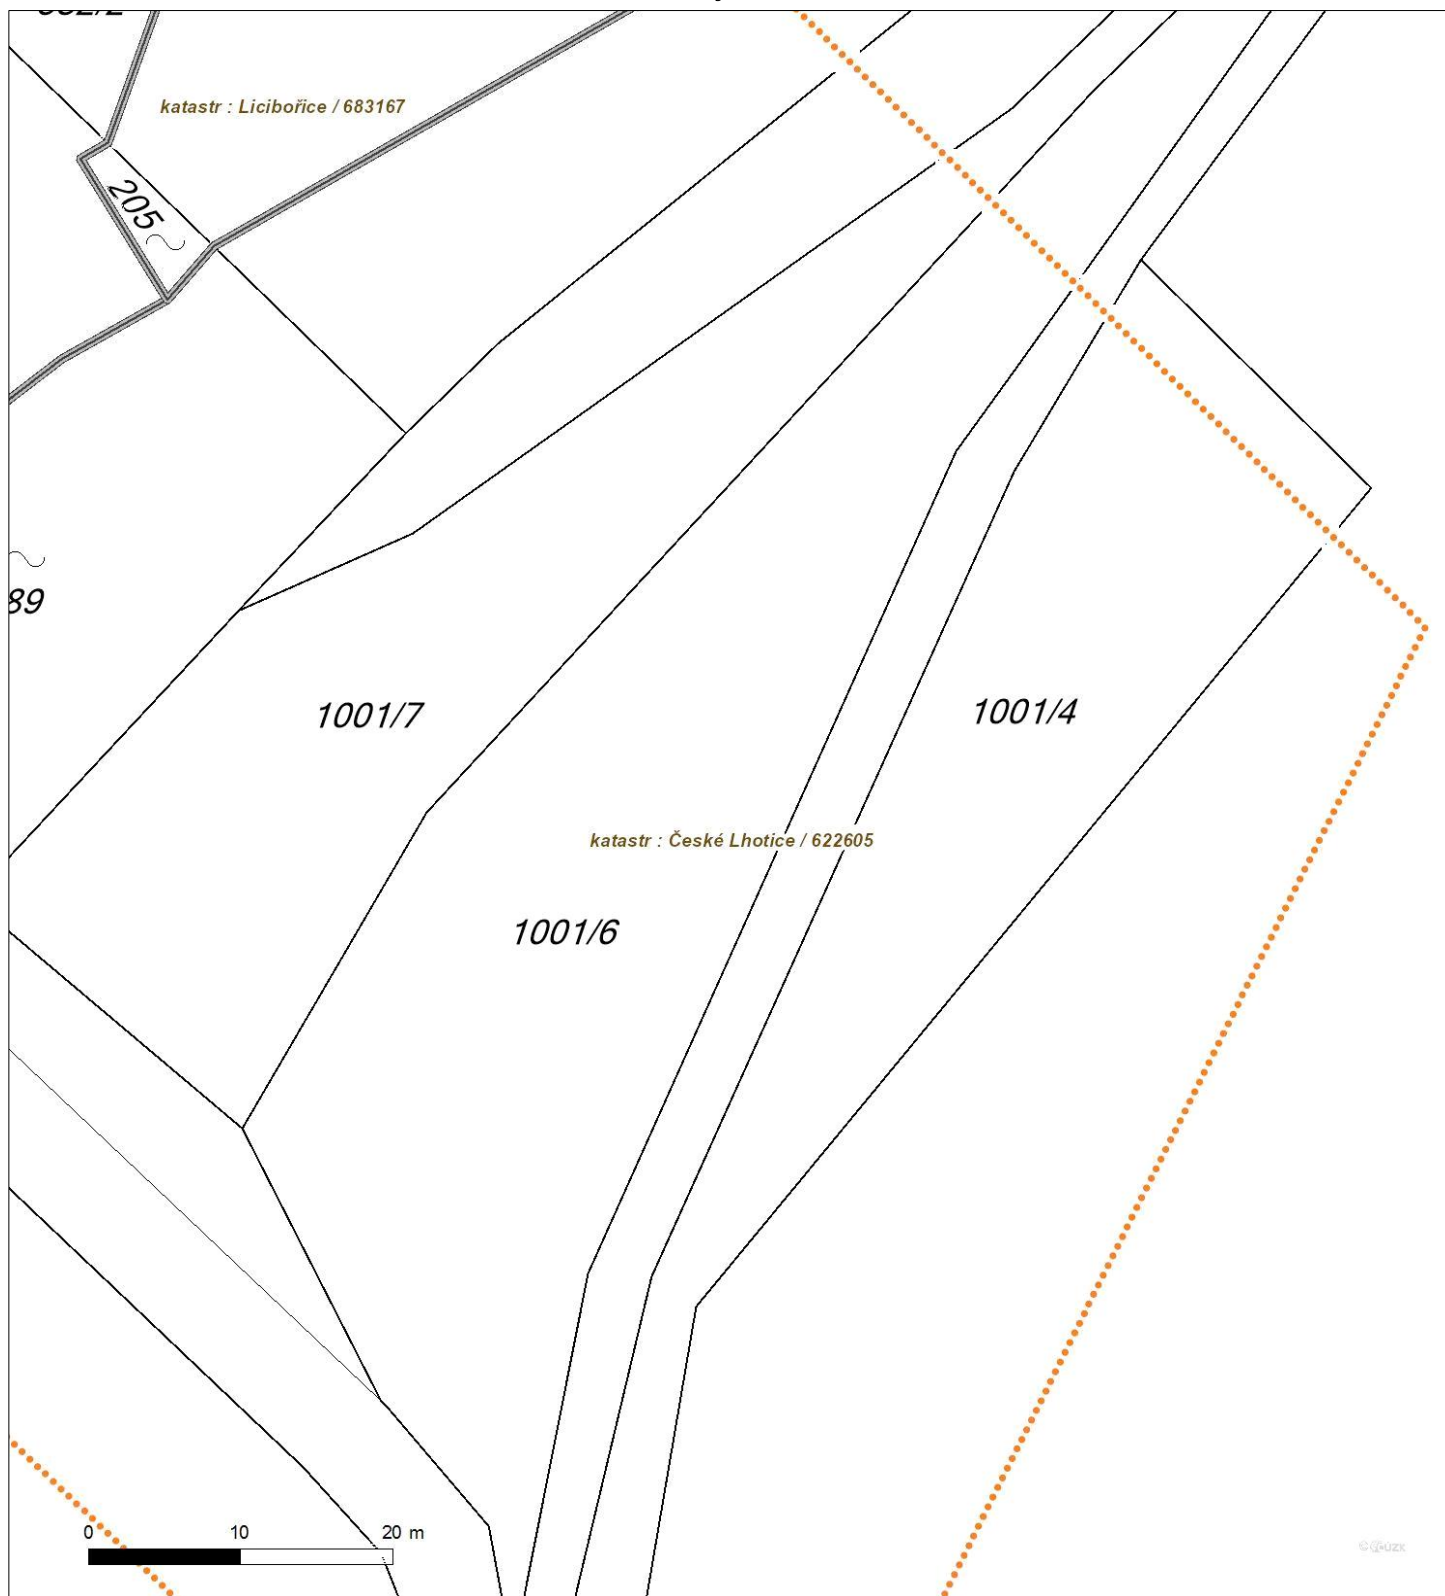 katastr : Licibořice / 683167
205
89
1001/7
1001/4
katastr : České Lhotice / 622605
1001/6
0 10 20 m